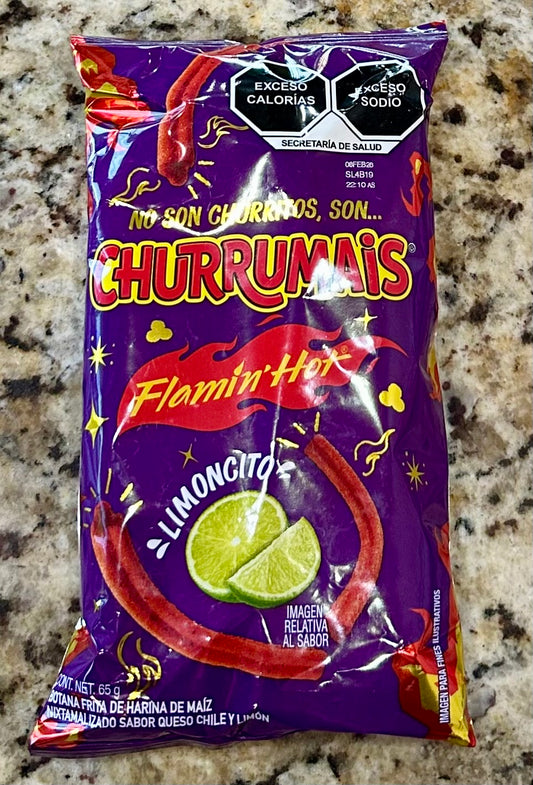 EXCESO
CALORÍAS
EXCESO
SODIO
SECRETARÍA DE SALUD
06FEB26
SL4B19
22:10 AS
NO SON CHURRITOS, SON...
CHURRUMAiS®
Flamin' Hot®
LIMONCITO
IMAGEN
RELATIVA
AL SABOR
CONT. NET. 65 g
BOTANA FRITA DE HARINA DE MAÍZ
NIXTAMALIZADO SABOR QUESO CHILE Y LIMÓN
IMAGEN PARA FINES ILUSTRATIVOS